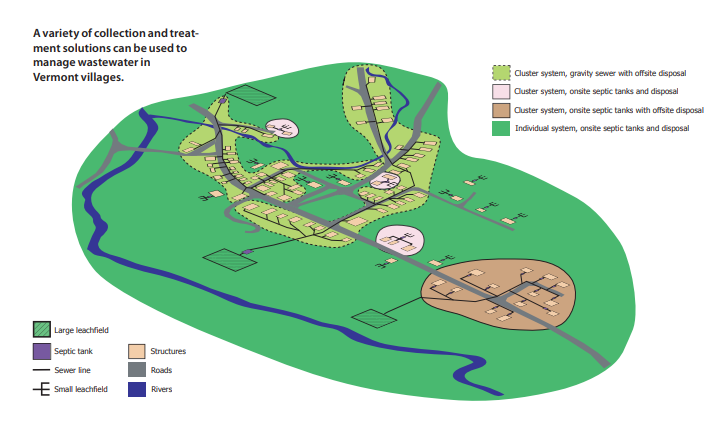 A variety of collection and treat-
ment solutions can be used to
manage wastewater in
Vermont villages.
Cluster system, gravity sewer with offsite disposal
Cluster system, onsite septic tanks and disposal
Cluster system, onsite septic tanks with offsite disposal
Individual system, onsite septic tanks and disposal
Large leachfield
Septic tank
Structures
Sewer line
Roads
Small leachfield
Rivers